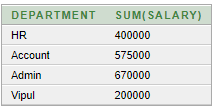 DEPARTMENT SUM(SALARY)
HR 400000
Account 575000
Admin 670000
Vipul 200000